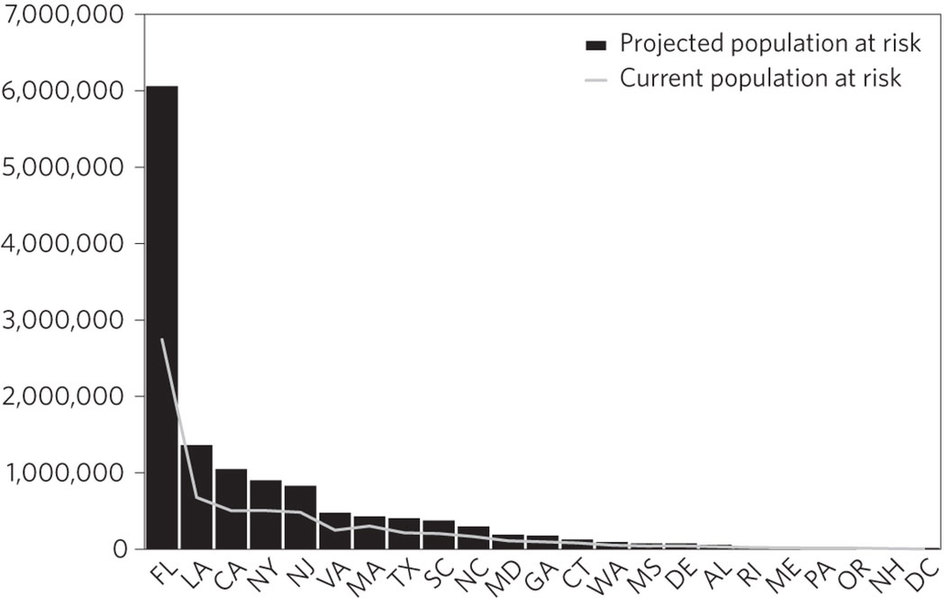 7,000,000
6,000,000
5,000,000
4,000,000
3,000,000
2,000,000
1,000,000
0
Projected population at risk
Current population at risk
FL LA CA NY NJ VA MA TX SC NC MD GA CT WA MS DE AL RI ME PA OR NH DC